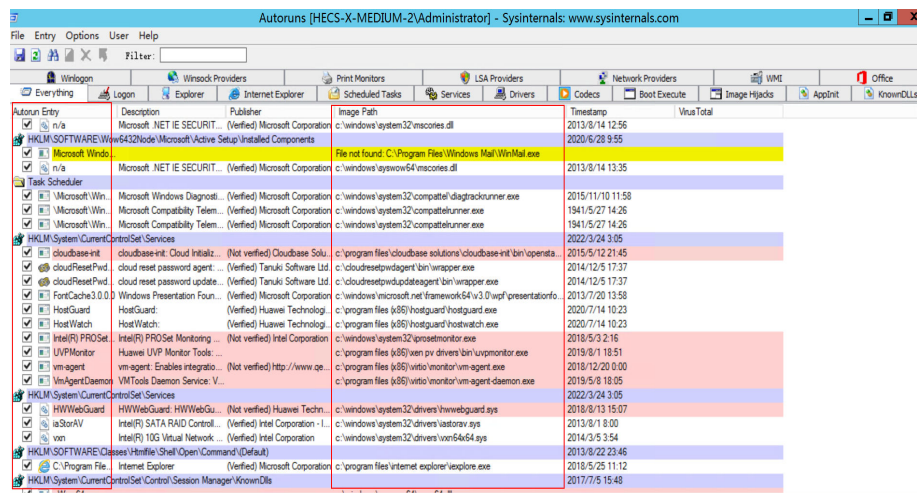 Autoruns [HECS-X-MEDIUM-2\Administrator] - Sysinternals: www.sysinternals.com
File Entry Options User Help
Filter:
Winlogon Winsock Providers Print Monitors LSA Providers Network Providers WMI Office
Everything Logon Explorer Internet Explorer Scheduled Tasks Services Drivers Codecs Boot Execute Image Hijacks AppInit KnownDLLs
Autorun Entry Description Publisher Image Path Timestamp VirusTotal
n/a Microsoft .NET IE SECURIT... (Verified) Microsoft Corporation c:\windows\system32\mscories.dll 2013/8/14 12:56
HKLM\SOFTWARE\Wow6432Node\Microsoft\Active Setup\Installed Components 2020/6/28 9:55
Microsoft Windo... File not found: C:\Program Files\Windows Mail\WinMail.exe
n/a Microsoft .NET IE SECURIT... (Verified) Microsoft Corporation c:\windows\syswow64\mscories.dll 2013/8/14 13:35
Task Scheduler
\Microsoft\Win... Microsoft Windows Diagnosti... (Verified) Microsoft Corporation c:\windows\system32\compattel\diagtrackrunner.exe 2015/11/10 11:58
\Microsoft\Win... Microsoft Compatibility Telem... (Verified) Microsoft Corporation c:\windows\system32\compattelrunner.exe 1941/5/27 14:26
\Microsoft\Win... Microsoft Compatibility Telem... (Verified) Microsoft Corporation c:\windows\system32\compattelrunner.exe 1941/5/27 14:26
HKLM\System\CurrentControlSet\Services 2022/3/24 3:05
cloudbase-init cloudbase-init: Cloud Initializ... (Not verified) Cloudbase Solu... c:\program files\cloudbase solutions\cloudbase-init\bin\opensta... 2015/5/12 21:45
cloudResetPwd... cloud reset password agent: ... (Verified) Tanuki Software Ltd. c:\cloudresetpwdagent\bin\wrapper.exe 2014/12/5 17:37
cloudResetPwd... cloud reset password update... (Verified) Tanuki Software Ltd. c:\cloudresetpwdupdateagent\bin\wrapper.exe 2014/12/5 17:37
FontCache3.0.0.0 Windows Presentation Foun... (Verified) Microsoft Corporation c:\windows\microsoft.net\framework64\v3.0\wpf\presentationfo... 2013/7/20 13:58
HostGuard HostGuard: (Verified) Huawei Technologi... c:\program files (x86)\hostguard\hostguard.exe 2020/7/14 10:23
HostWatch HostWatch: (Verified) Huawei Technologi... c:\program files (x86)\hostguard\hostwatch.exe 2020/7/14 10:23
Intel(R) PROSet... Intel(R) PROSet Monitoring ... (Not verified) Intel Corporation c:\windows\system32\iprosetmonitor.exe 2018/5/3 2:16
UVPMonitor Huawei UVP Monitor Tools: ... c:\program files (x86)\xen pv drivers\bin\uvpmonitor.exe 2019/8/1 18:51
vm-agent vm-agent: Enables integratio... (Not verified) http://www.qe... c:\program files (x86)\virtio\monitor\vm-agent.exe 2018/12/20 0:00
VmAgentDaemon VMTools Daemon Service: V... c:\program files (x86)\virtio\monitor\vm-agent-daemon.exe 2019/5/8 18:05
HKLM\System\CurrentControlSet\Services 2022/3/24 3:05
HWWebGuard HWWebGuard: HWWebGu... (Not verified) Huawei Techn... c:\windows\system32\drivers\hwwebguard.sys 2018/8/13 15:07
iaStorAV Intel(R) SATA RAID Controll... (Verified) Intel Corporation - I... c:\windows\system32\drivers\iastorav.sys 2013/8/1 8:00
vxn Intel(R) 10G Virtual Network ... (Verified) Intel Corporation c:\windows\system32\drivers\vxn64x64.sys 2014/3/5 3:54
HKLM\SOFTWARE\Classes\Htmlfile\Shell\Open\Command\(Default) 2013/8/22 23:46
C:\Program File... Internet Explorer (Verified) Microsoft Corporation c:\program files\internet explorer\iexplore.exe 2018/5/25 11:12
HKLM\System\CurrentControlSet\Control\Session Manager\KnownDlls 2017/7/5 15:48